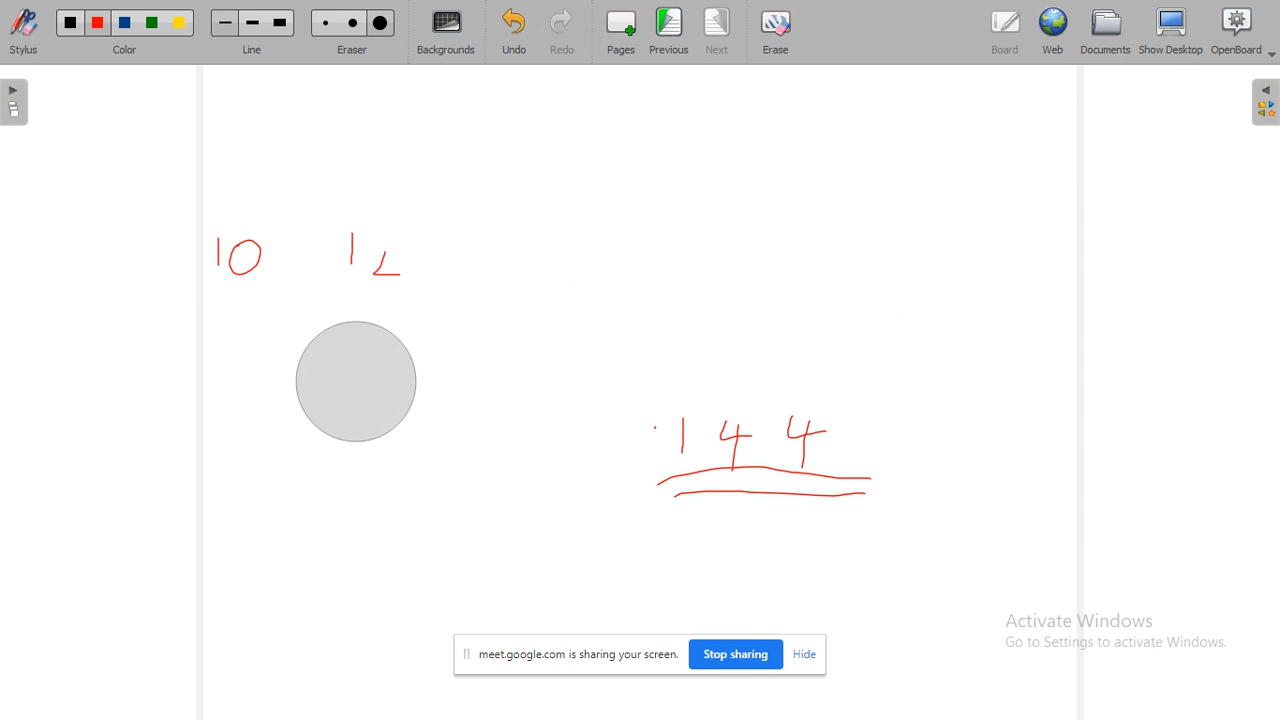 Stylus Color Line Eraser Backgrounds Undo Redo Pages Previous Next Erase Board Web Documents Show Desktop OpenBoard
10 12
144
Activate Windows
Go to Settings to activate Windows.
meet.google.com is sharing your screen. Stop sharing Hide